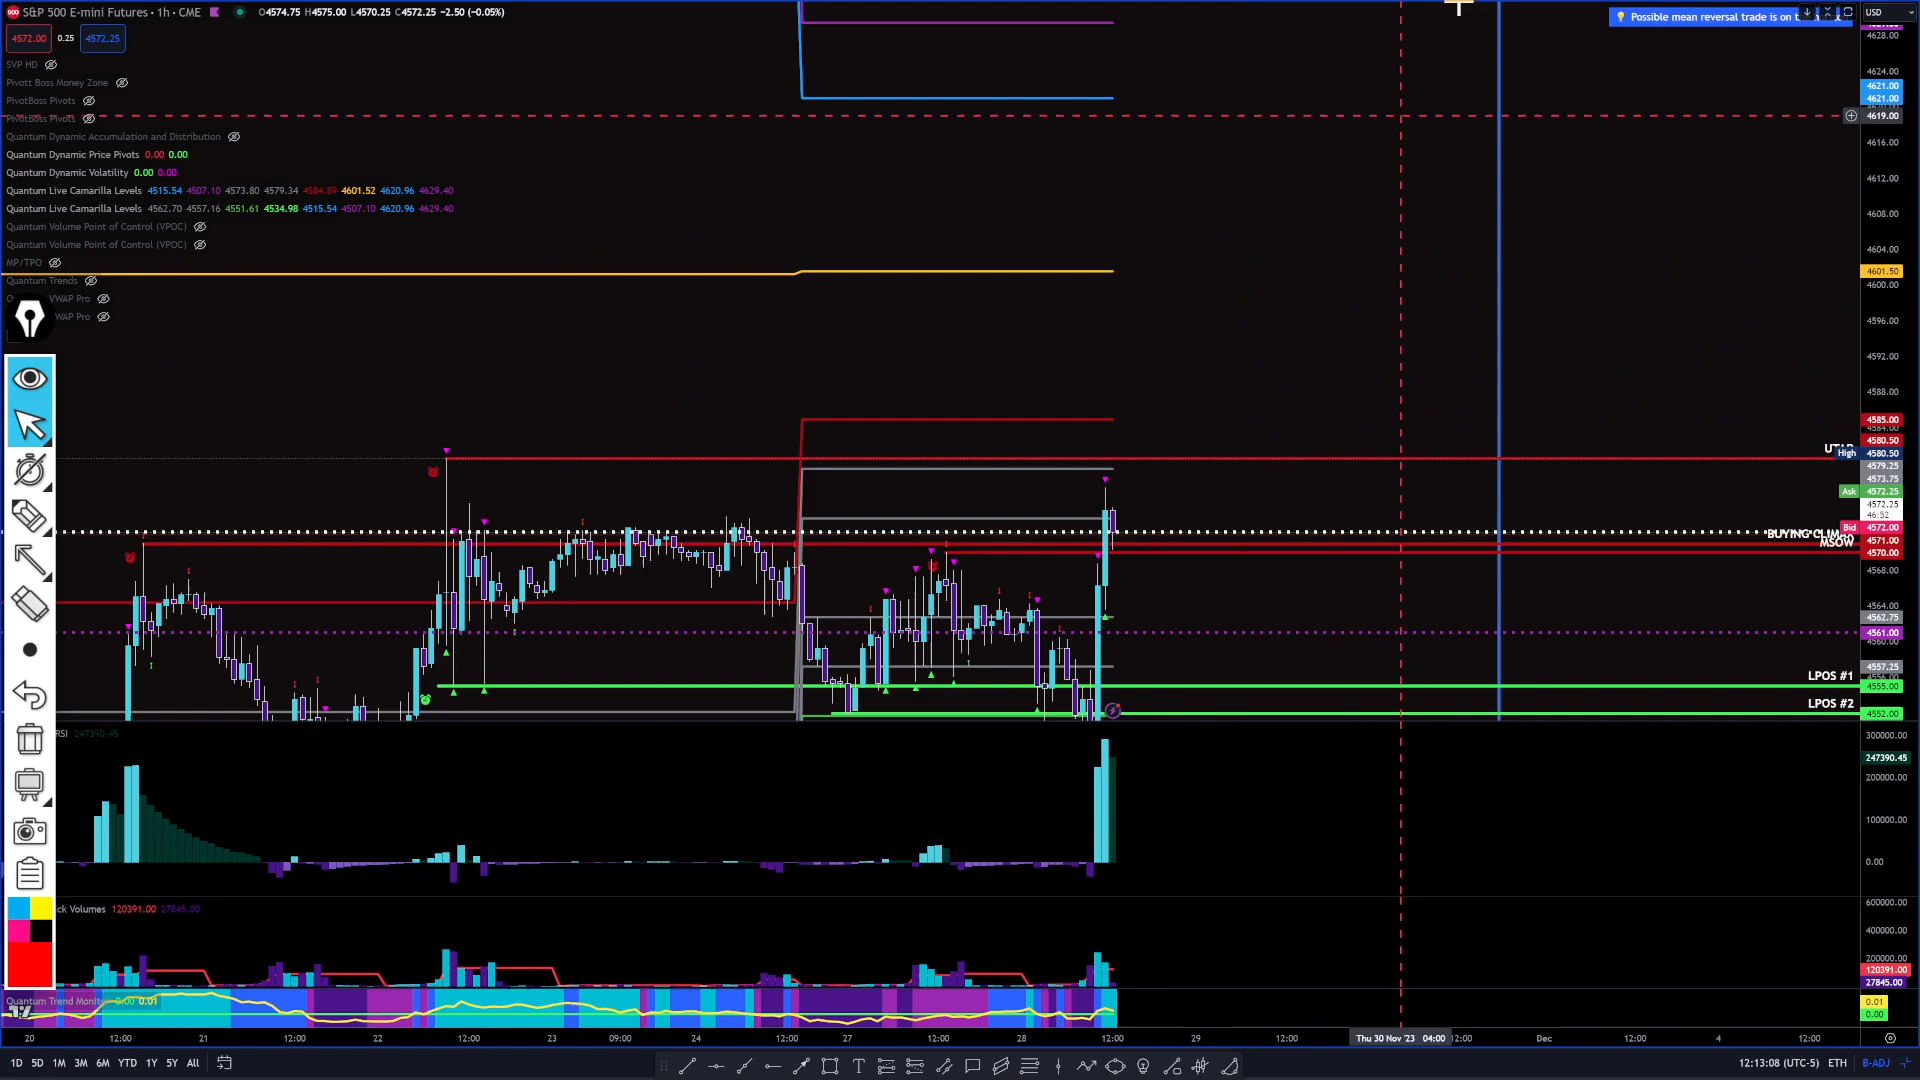 S&P 500 E-mini Futures · 1h · CME O4574.75 H4575.00 L4570.25 C4572.25 −2.50 (−0.05%)
Possible mean reversal trade is on
USD
4572.00 0.25 4572.25
SVP HD
Pivott Boss Money Zone
PivotBoss Pivots
PivotBoss Pivots
Quantum Dynamic Accumulation and Distribution
Quantum Dynamic Price Pivots 0.00 0.00
Quantum Dynamic Volatility 0.00 0.00
Quantum Live Camarilla Levels 4515.54 4507.10 4573.80 4579.34 4584.89 4601.52 4620.96 4629.40
Quantum Live Camarilla Levels 4562.70 4557.16 4551.61 4534.98 4515.54 4507.10 4620.96 4629.40
Quantum Volume Point of Control (VPOC)
Quantum Volume Point of Control (VPOC)
MP/TPO
Quantum Trends
VWAP Pro
WAP Pro
4628.00
4624.00
4621.00
4621.00
4619.00
4616.00
4612.00
4608.00
4604.00
4601.50
4600.00
4596.00
4592.00
4588.00
4585.00
4584.00
4580.50
High 4580.50
4579.25
4573.75
Ask 4572.25
4572.25
46:52
Bid 4572.00
BUYING CLIM
4571.00
MSOW
4570.00
4568.00
4564.00
4562.75
4561.00
4560.00
4557.25
LPOS #1
4556.00
4555.00
LPOS #2
4552.00
RSI 247390.45
300000.00
247390.45
200000.00
100000.00
0.00
ck Volumes 120391.00 27845.00
600000.00
400000.00
200000.00
120391.00
27845.00
Quantum Trend Monitor 0.00 0.01
0.01
0.00
20 12:00 21 12:00 22 12:00 23 09:00 24 12:00 27 12:00 28 12:00 29 12:00 Thu 30 Nov '23 04:00 12:00 Dec 12:00 4 12:00
1D 5D 1M 3M 6M YTD 1Y 5Y All
12:13:08 (UTC-5) ETH B-ADJ